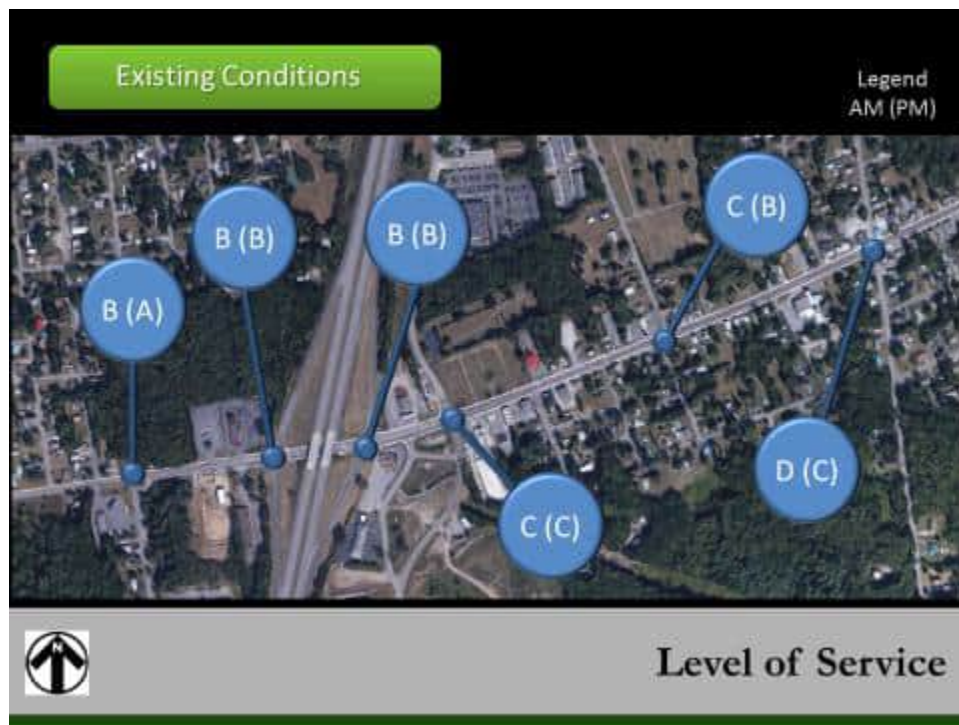 Existing Conditions
Legend
AM (PM)
B (A)
B (B)
B (B)
C (C)
C (B)
D (C)
N
Level of Service